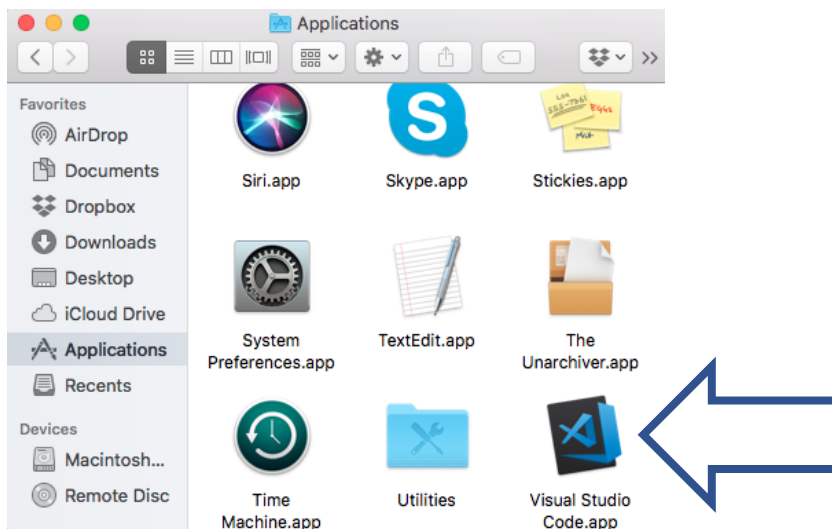 Applications
Favorites
AirDrop
Documents
Dropbox
Downloads
Desktop
iCloud Drive
Applications
Recents
Devices
Macintosh...
Remote Disc
Siri.app
Skype.app
Stickies.app
System
Preferences.app
TextEdit.app
The
Unarchiver.app
Time
Machine.app
Utilities
Visual Studio
Code.app